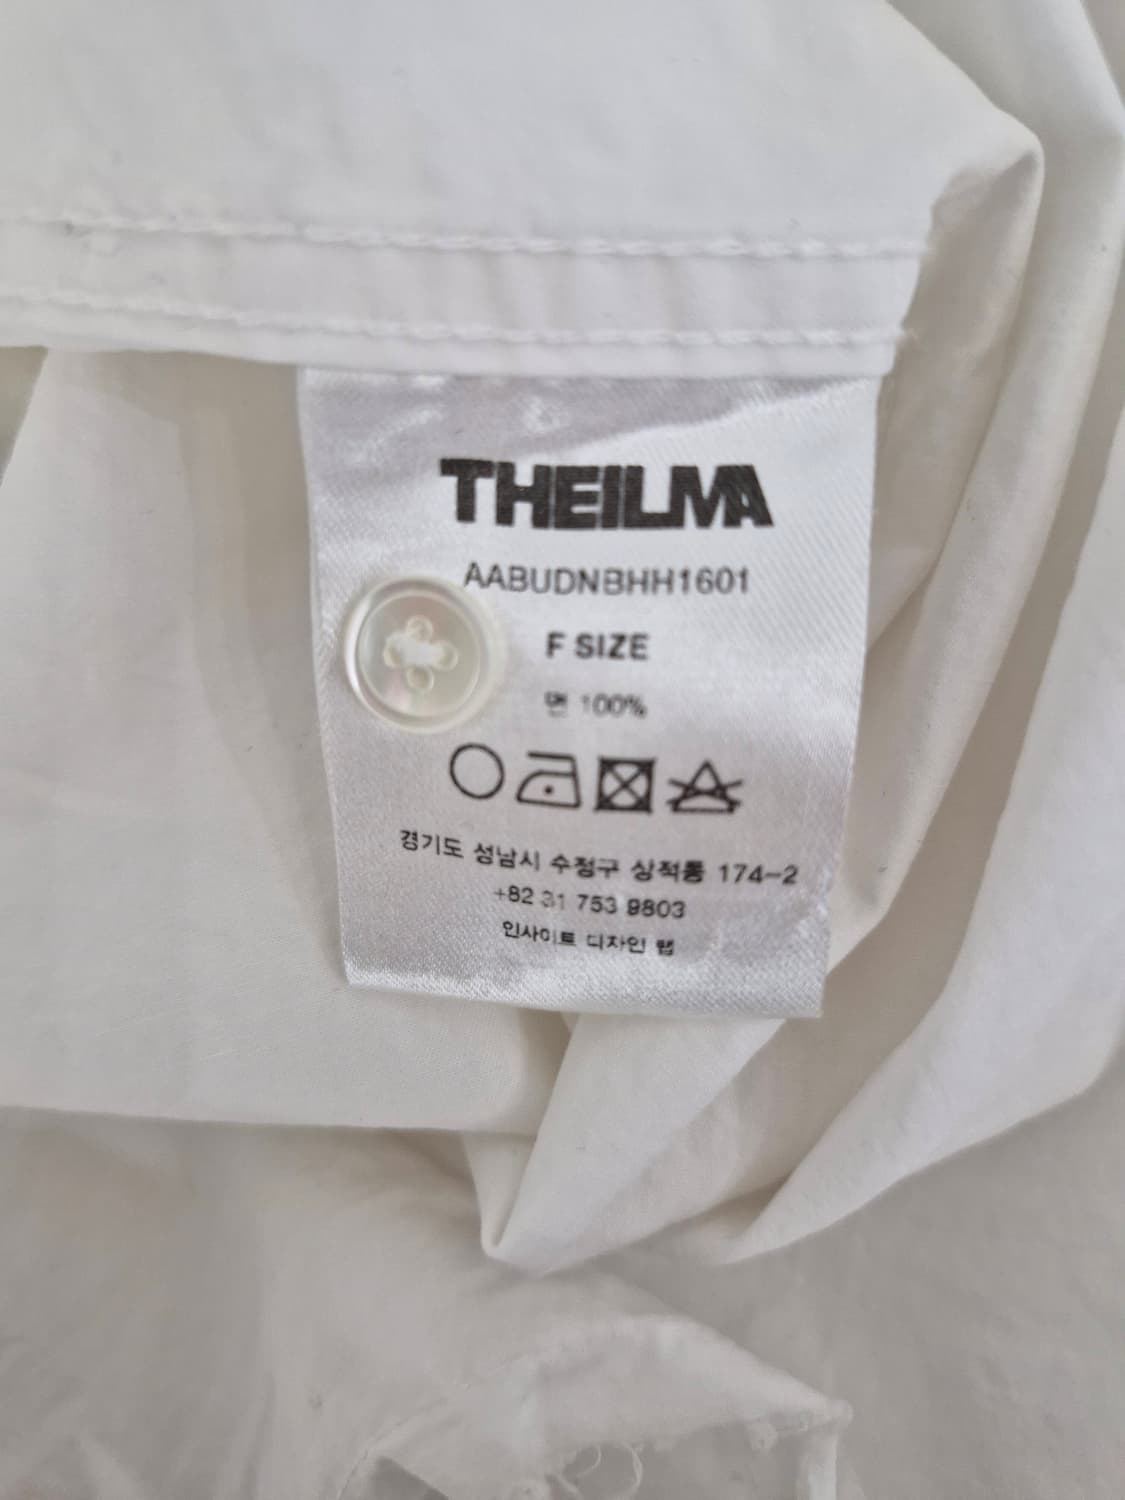 THEILMA
AABUDNBHH1601
F SIZE
면 100%
경기도 성남시 수정구 상적동 174-2
+82 31 753 9803
인사이트 디자인 랩